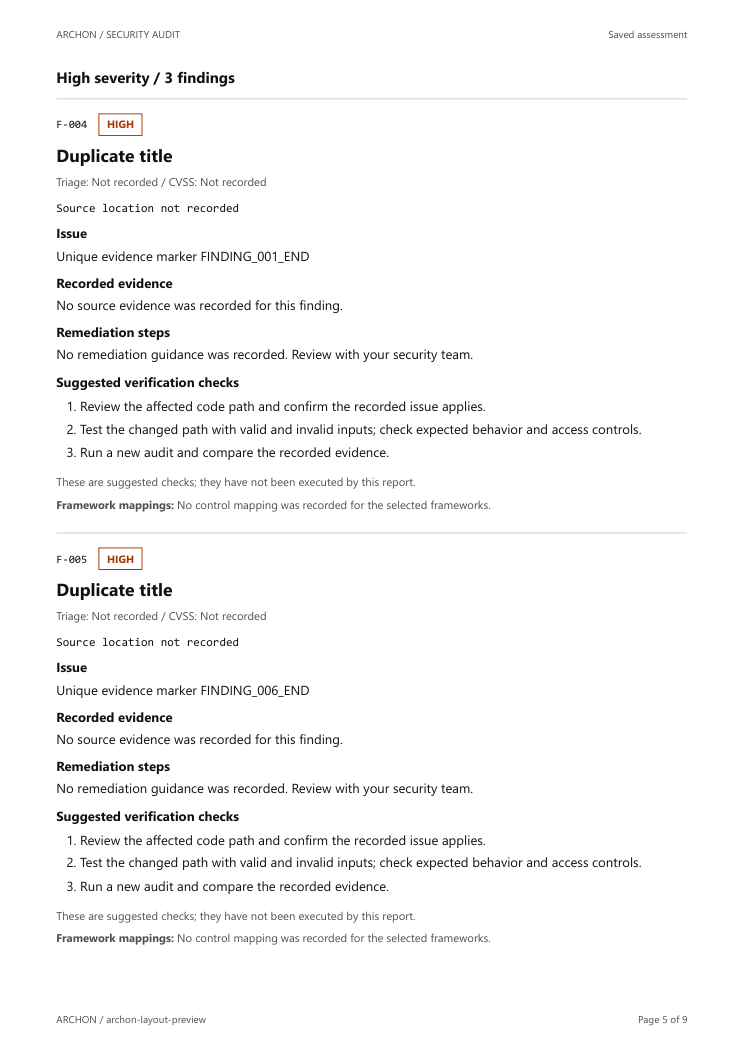 ARCHON / SECURITY AUDIT
Saved assessment
High severity / 3 findings
F-004 HIGH
Duplicate title
Triage: Not recorded / CVSS: Not recorded
Source location not recorded
Issue
Unique evidence marker FINDING_001_END
Recorded evidence
No source evidence was recorded for this finding.
Remediation steps
No remediation guidance was recorded. Review with your security team.
Suggested verification checks
1. Review the affected code path and confirm the recorded issue applies.
2. Test the changed path with valid and invalid inputs; check expected behavior and access controls.
3. Run a new audit and compare the recorded evidence.
These are suggested checks; they have not been executed by this report.
Framework mappings: No control mapping was recorded for the selected frameworks.
F-005 HIGH
Duplicate title
Triage: Not recorded / CVSS: Not recorded
Source location not recorded
Issue
Unique evidence marker FINDING_006_END
Recorded evidence
No source evidence was recorded for this finding.
Remediation steps
No remediation guidance was recorded. Review with your security team.
Suggested verification checks
1. Review the affected code path and confirm the recorded issue applies.
2. Test the changed path with valid and invalid inputs; check expected behavior and access controls.
3. Run a new audit and compare the recorded evidence.
These are suggested checks; they have not been executed by this report.
Framework mappings: No control mapping was recorded for the selected frameworks.
ARCHON / archon-layout-preview
Page 5 of 9